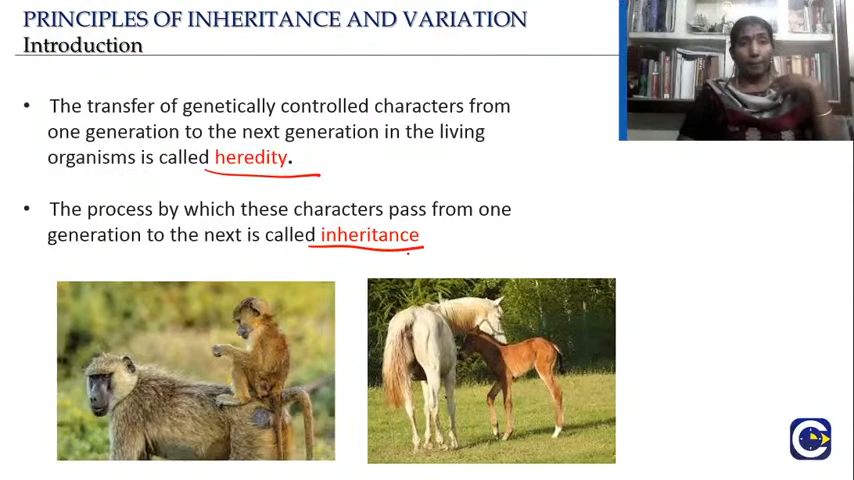 PRINCIPLES OF INHERITANCE AND VARIATION
Introduction
• The transfer of genetically controlled characters from
one generation to the next generation in the living
organisms is called heredity.
• The process by which these characters pass from one
generation to the next is called inheritance